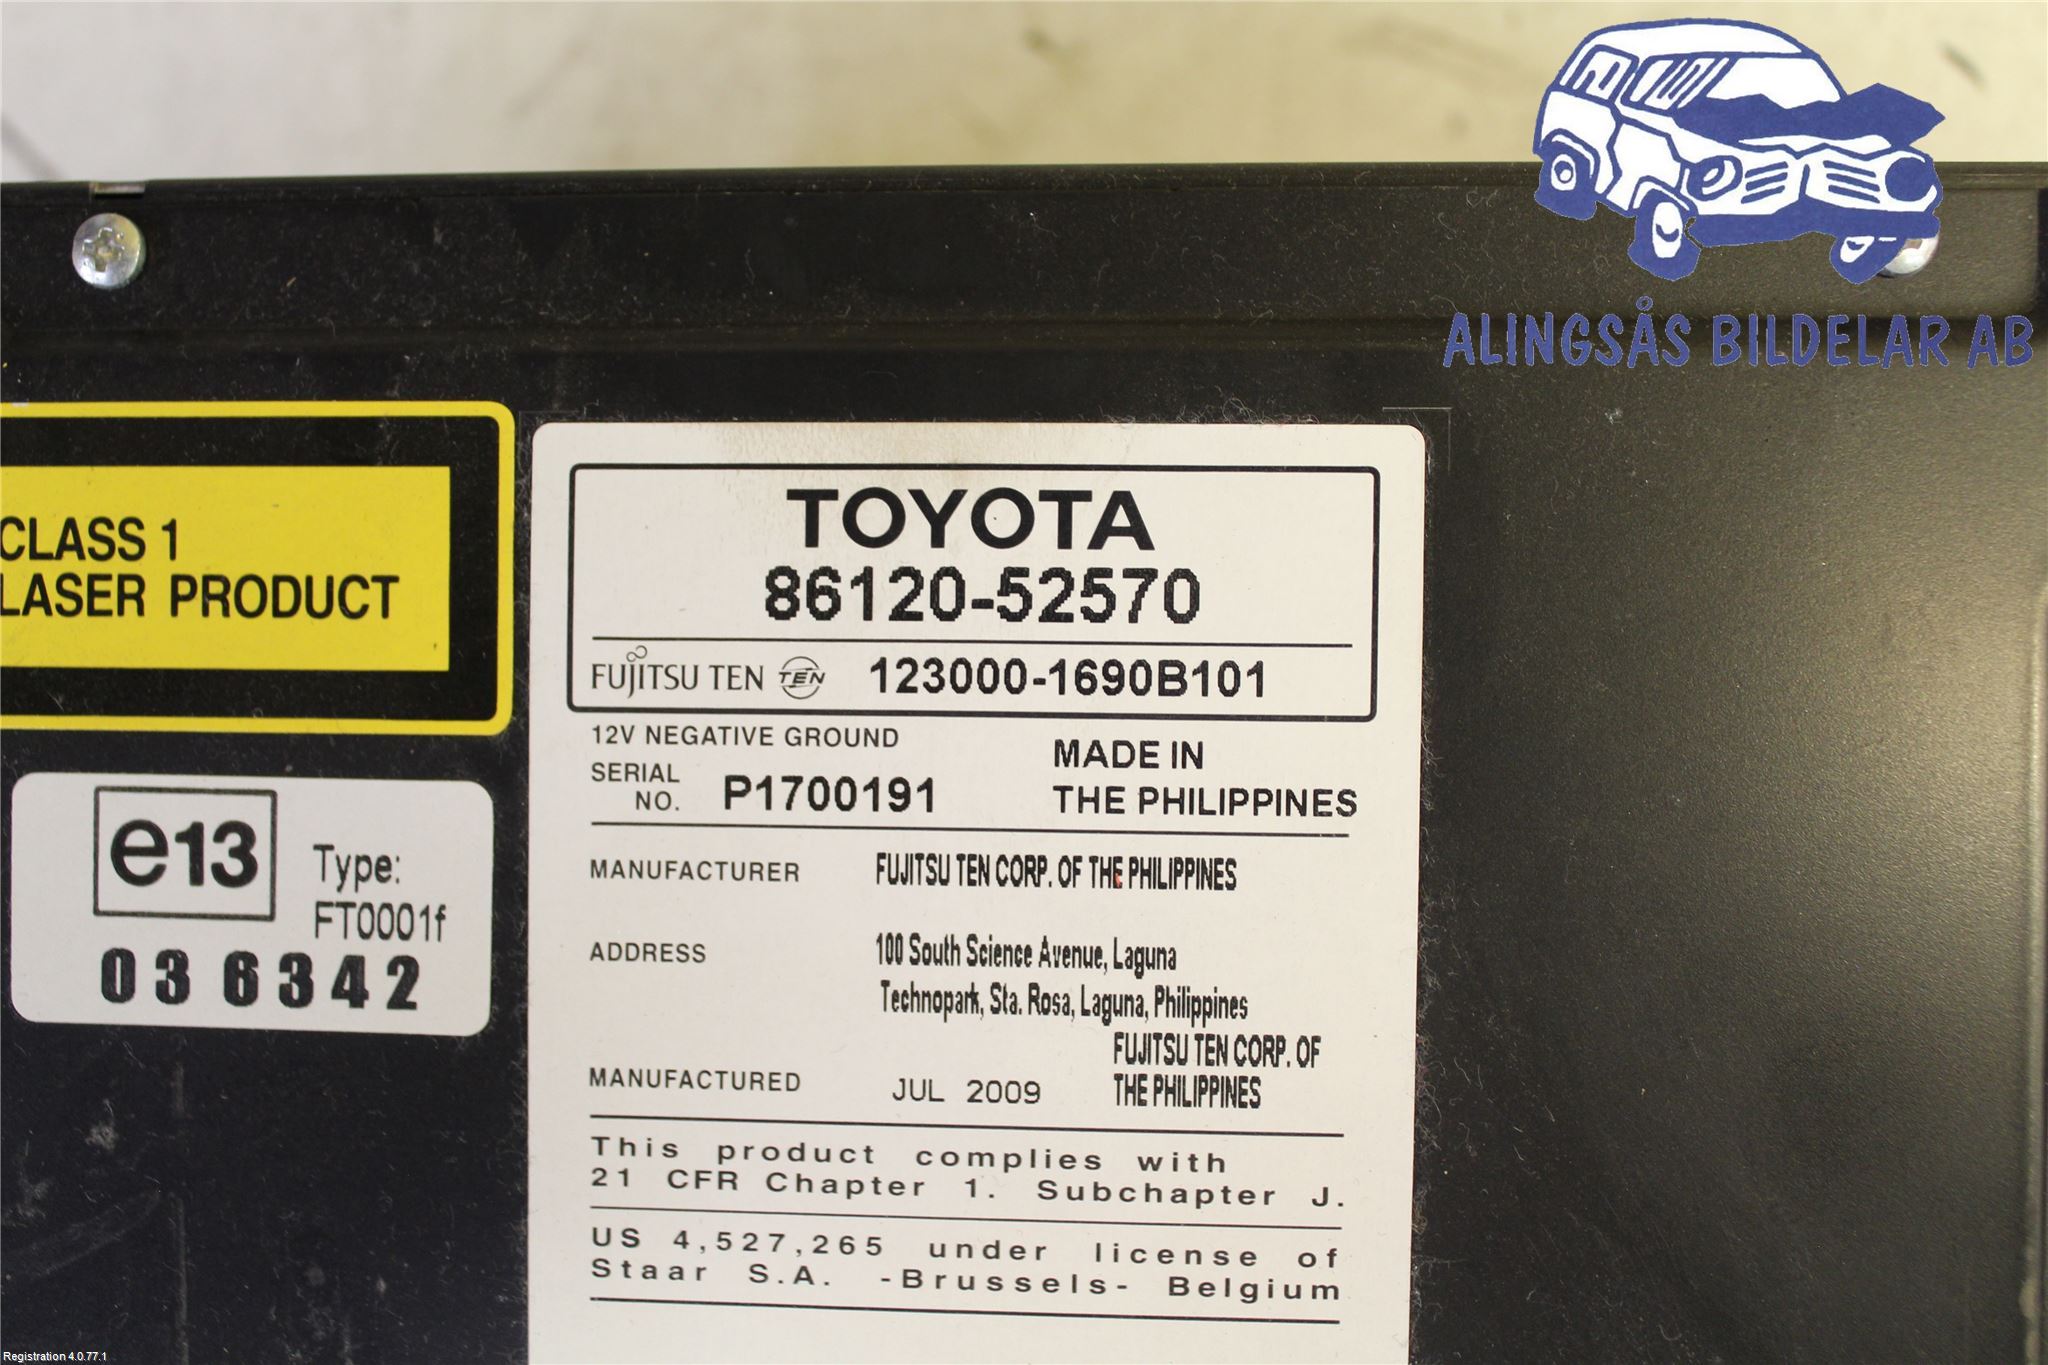 ALINGSÅS BILDELAR AB
CLASS 1
LASER PRODUCT
e13
Type:
FT0001f
036342
TOYOTA
86120-52570
FUJITSU TEN TEN 123000-1690B101
12V NEGATIVE GROUND
SERIAL NO. P1700191
MADE IN
THE PHILIPPINES
MANUFACTURER FUJITSU TEN CORP. OF THE PHILIPPINES
ADDRESS 100 South Science Avenue, Laguna
Technopark, Sta. Rosa, Laguna, Philippines
MANUFACTURED JUL 2009
FUJITSU TEN CORP. OF
THE PHILIPPINES
This product complies with
21 CFR Chapter 1. Subchapter J.
US 4,527,265 under license of
Staar S.A. -Brussels- Belgium
Registration 4.0.77.1